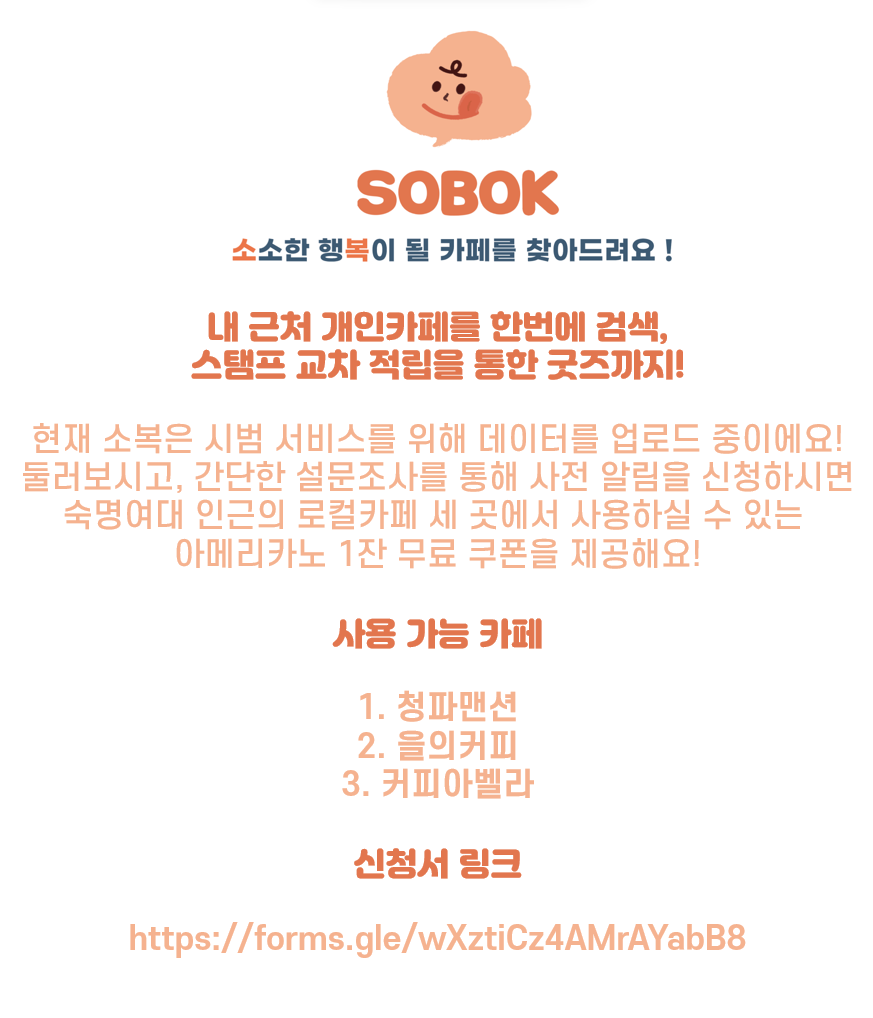 SOBOK
소소한 행복이 될 카페를 찾아드려요 !
내 근처 개인카페를 한번에 검색,
스탬프 교차 적립을 통한 굿즈까지!
현재 소복은 시범 서비스를 위해 데이터를 업로드 중이에요!
둘러보시고, 간단한 설문조사를 통해 사전 알림을 신청하시면
숙명여대 인근의 로컬카페 세 곳에서 사용하실 수 있는
아메리카노 1잔 무료 쿠폰을 제공해요!
사용 가능 카페
1. 청파맨션
2. 을의커피
3. 커피아벨라
신청서 링크
https://forms.gle/wXztiCz4AMrAYabB8